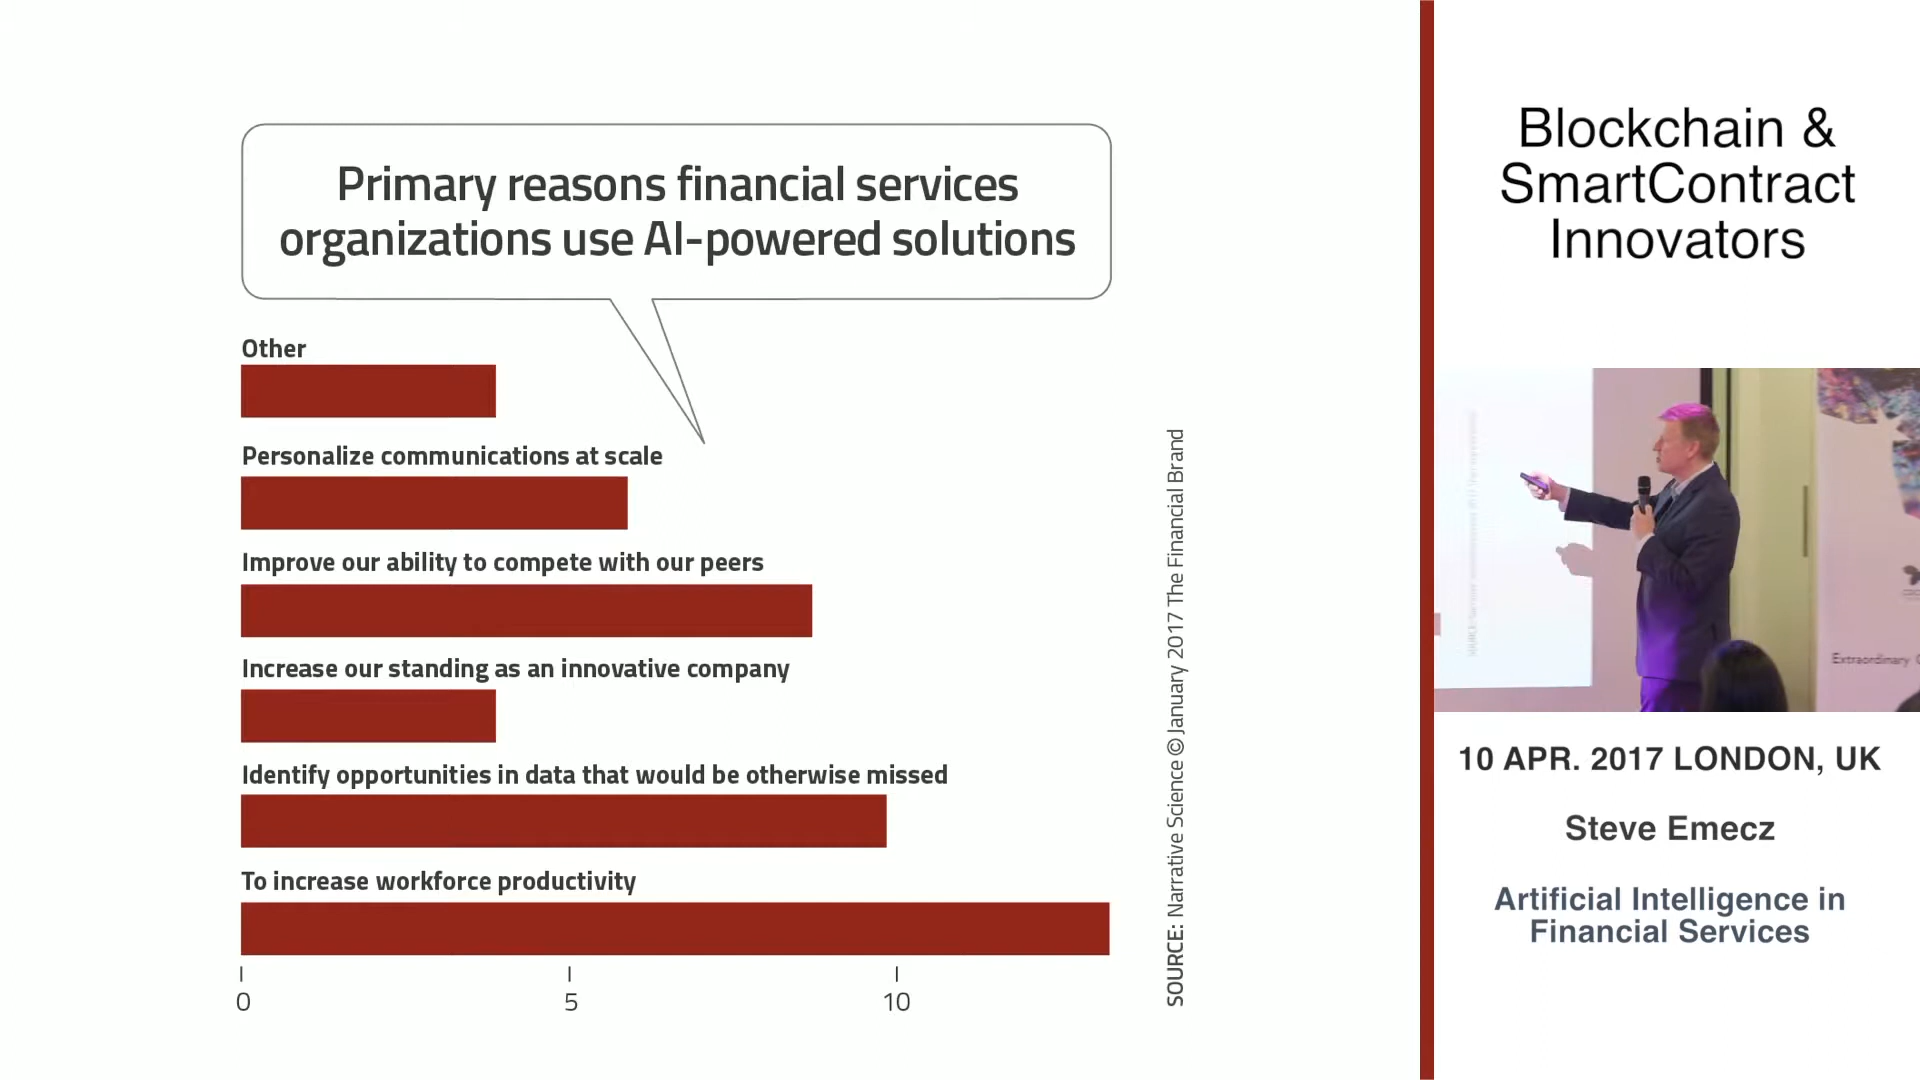 Primary reasons financial services
organizations use AI-powered solutions
Other
Personalize communications at scale
Improve our ability to compete with our peers
Increase our standing as an innovative company
Identify opportunities in data that would be otherwise missed
To increase workforce productivity
0
5
10
SOURCE: Narrative Science © January 2017 The Financial Brand
Blockchain &
SmartContract
Innovators
Extraordinary
10 APR. 2017 LONDON, UK
Steve Emecz
Artificial Intelligence in
Financial Services